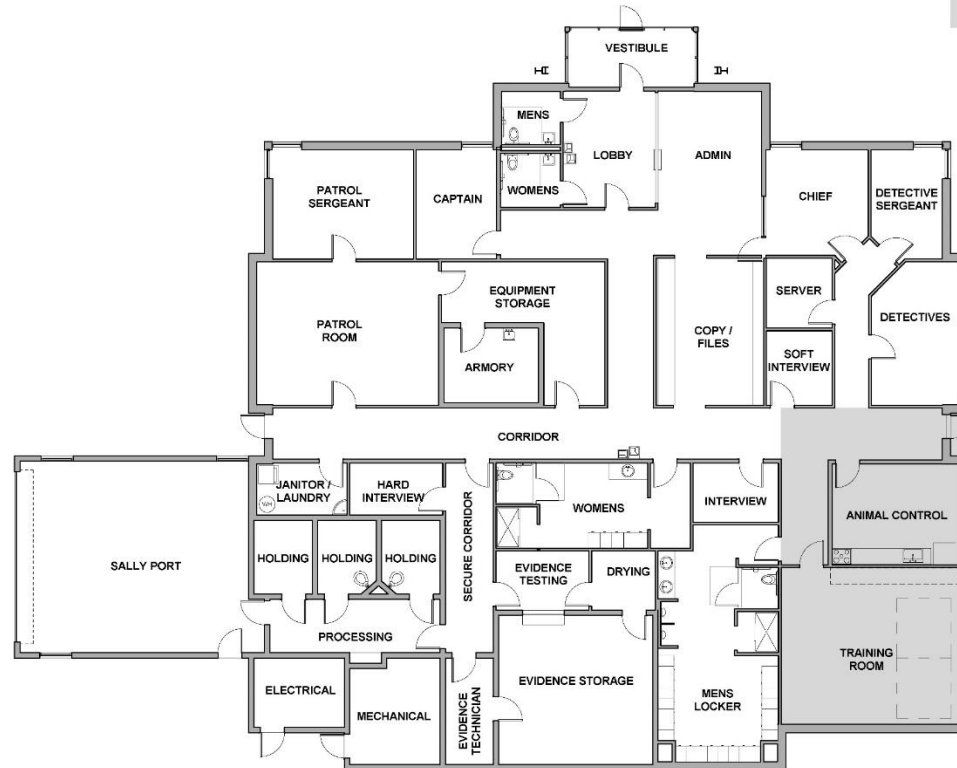 VESTIBULE
MENS
LOBBY
ADMIN
WOMENS
PATROL
SERGEANT
CAPTAIN
CHIEF
DETECTIVE
SERGEANT
EQUIPMENT
STORAGE
SERVER
DETECTIVES
PATROL
ROOM
COPY /
FILES
ARMORY
SOFT
INTERVIEW
CORRIDOR
JANITOR /
LAUNDRY
WH
HARD
INTERVIEW
SECURE CORRIDOR
WOMENS
INTERVIEW
ANIMAL CONTROL
SALLY PORT
HOLDING
HOLDING
HOLDING
EVIDENCE
TESTING
DRYING
PROCESSING
TRAINING
ROOM
ELECTRICAL
MECHANICAL
EVIDENCE
TECHNICIAN
EVIDENCE STORAGE
MENS
LOCKER